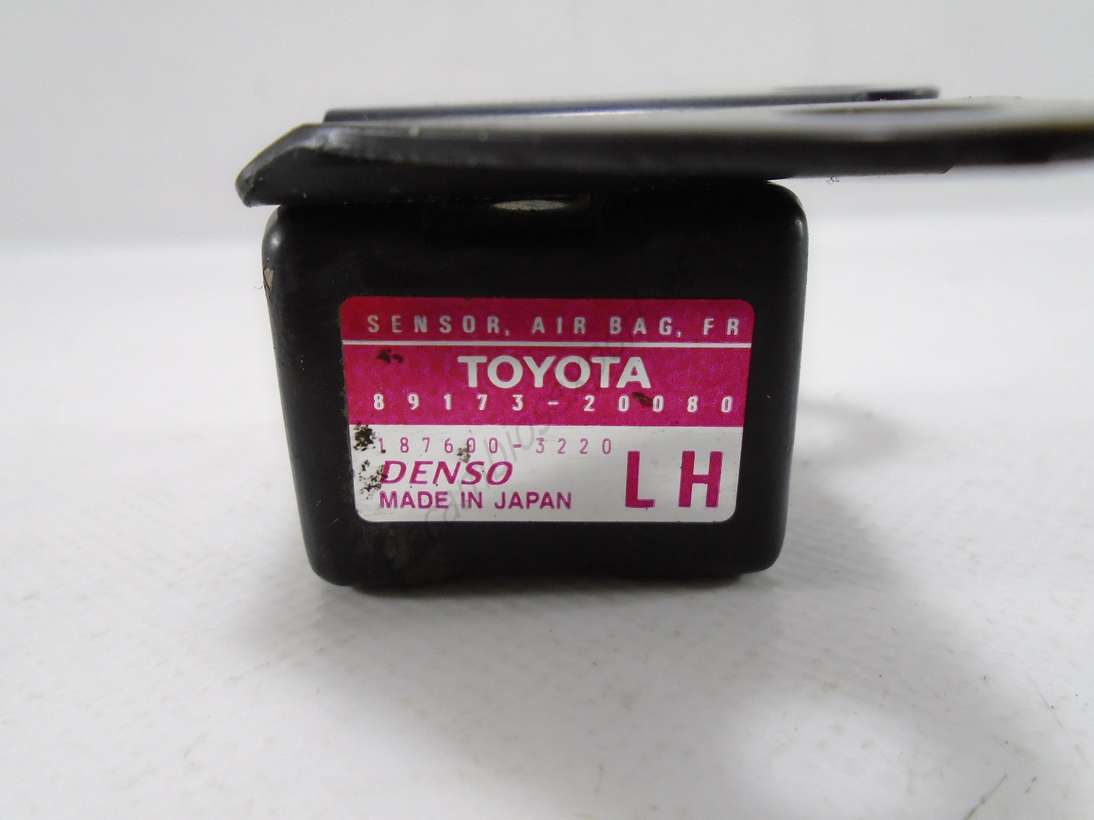 SENSOR, AIR BAG, FR
TOYOTA
89173-20080
187600-3220
DENSO
MADE IN JAPAN
LH